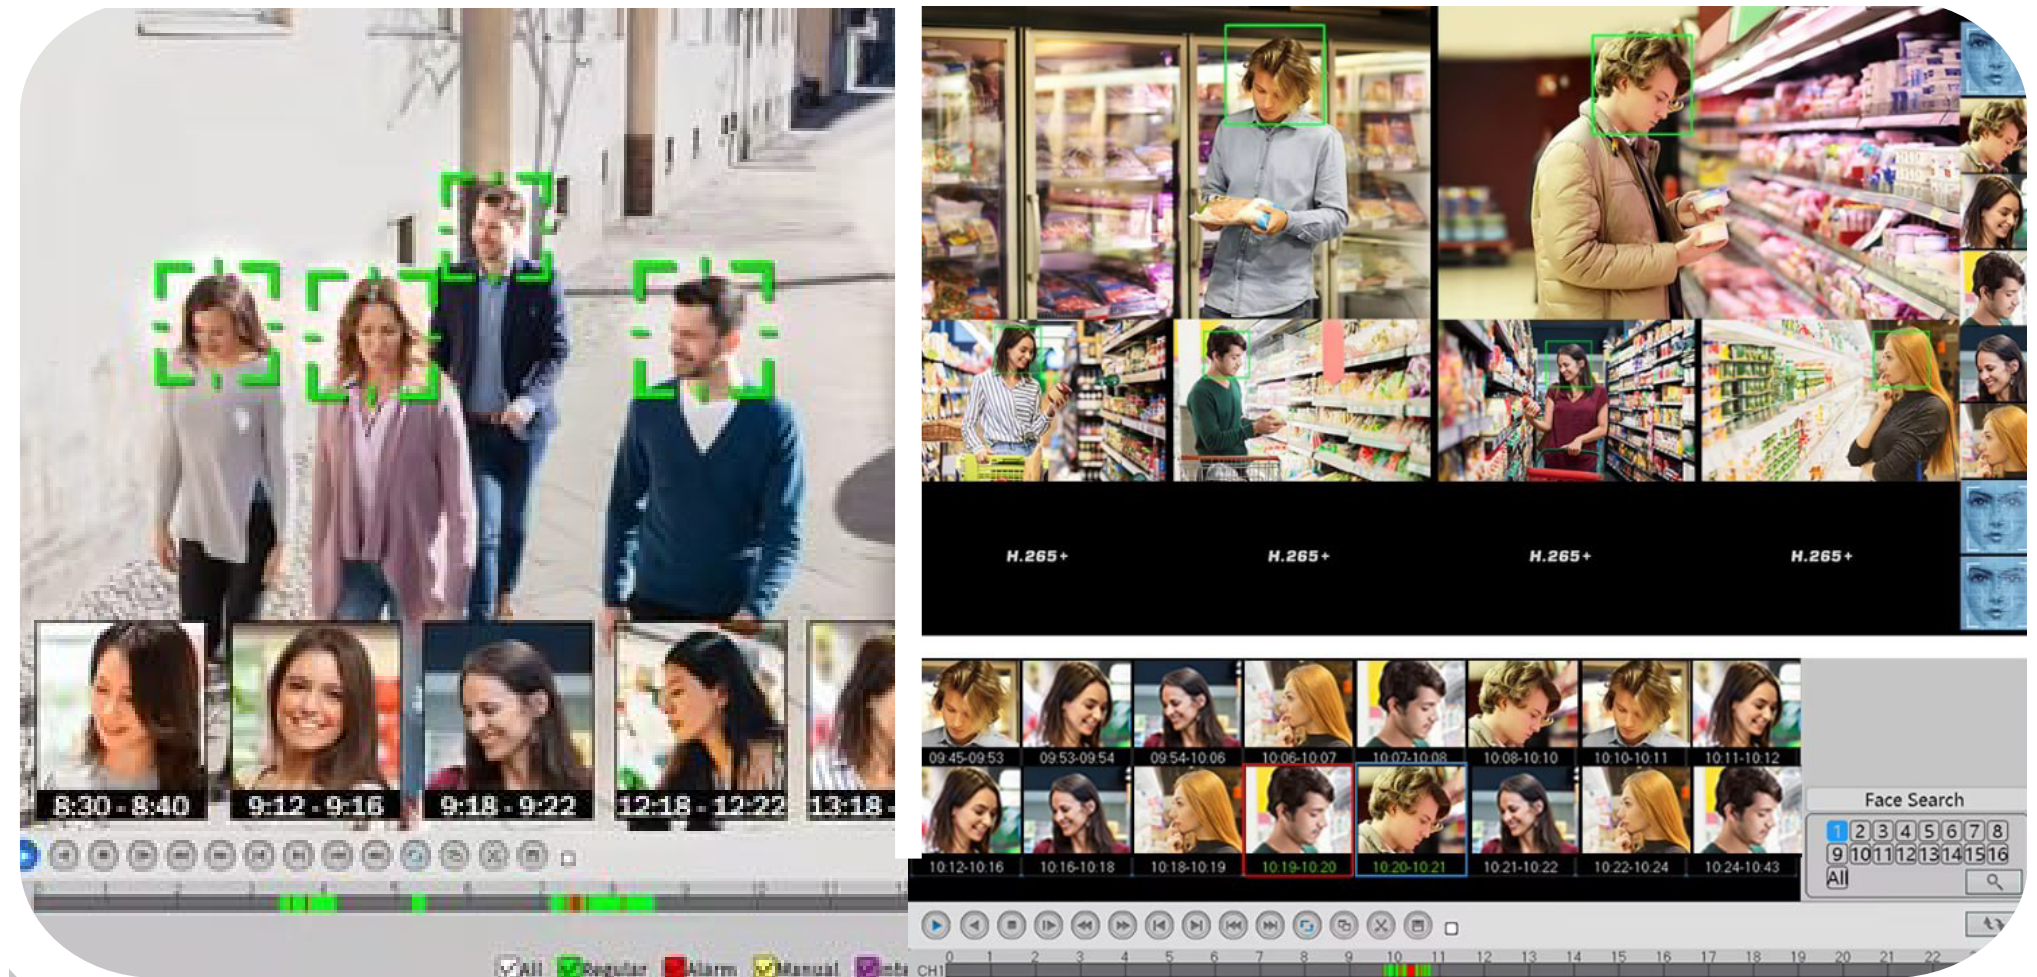 8:30 - 8:40
9:12 - 9:16
9:18 - 9:22
12:18 - 12:22
13:18 -
All Regular Alarm Manual
H.265+ H.265+ H.265+ H.265+
09:45-09:53 09:53-09:54 09:54-10:06 10:06-10:07 10:07-10:08 10:08-10:10 10:10-10:11 10:11-10:12
10:12-10:16 10:16-10:18 10:18-10:19 10:19-10:20 10:20-10:21 10:21-10:22 10:22-10:24 10:24-10:43
Face Search
1 2 3 4 5 6 7 8
9 10 11 12 13 14 15 16
All
0 1 2 3 4 5 6 7 8 9 10 11 12 13 14 15 16 17 18 19 20 21 22
CH1